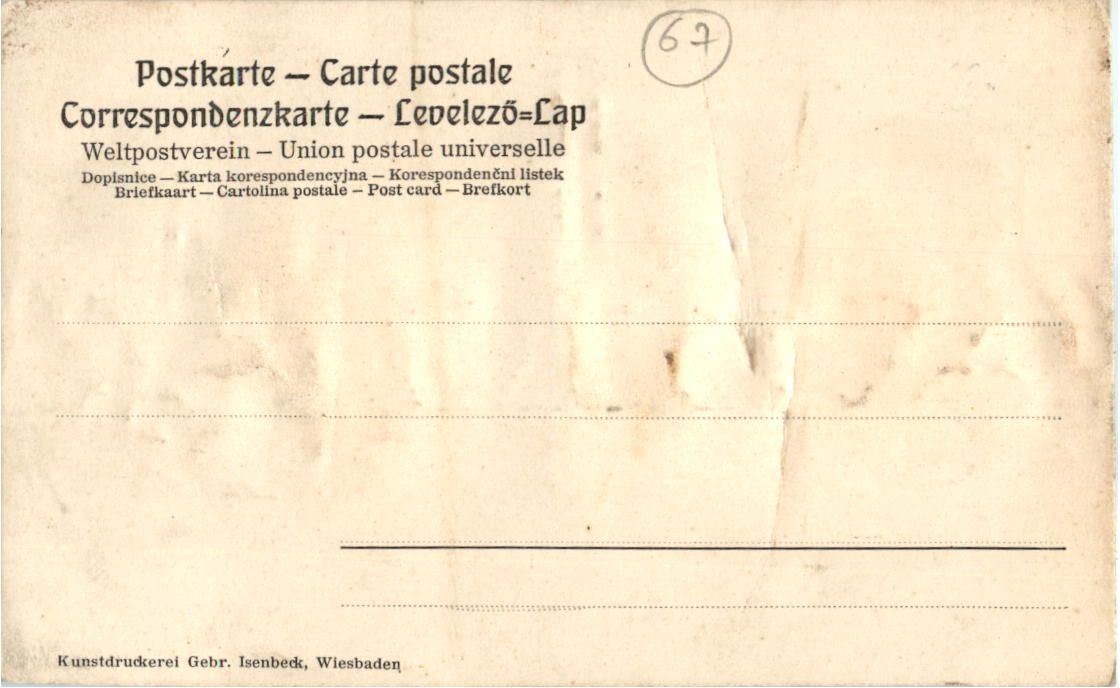 67
Postkarte – Carte postale
Correspondenzkarte – Levelező=Lap
Weltpostverein – Union postale universelle
Dopisnice – Karta korespondencyjna – Korespondenčni listek
Briefkaart – Cartolina postale – Post card – Brefkort
Kunstdruckerei Gebr. Isenbeck, Wiesbaden